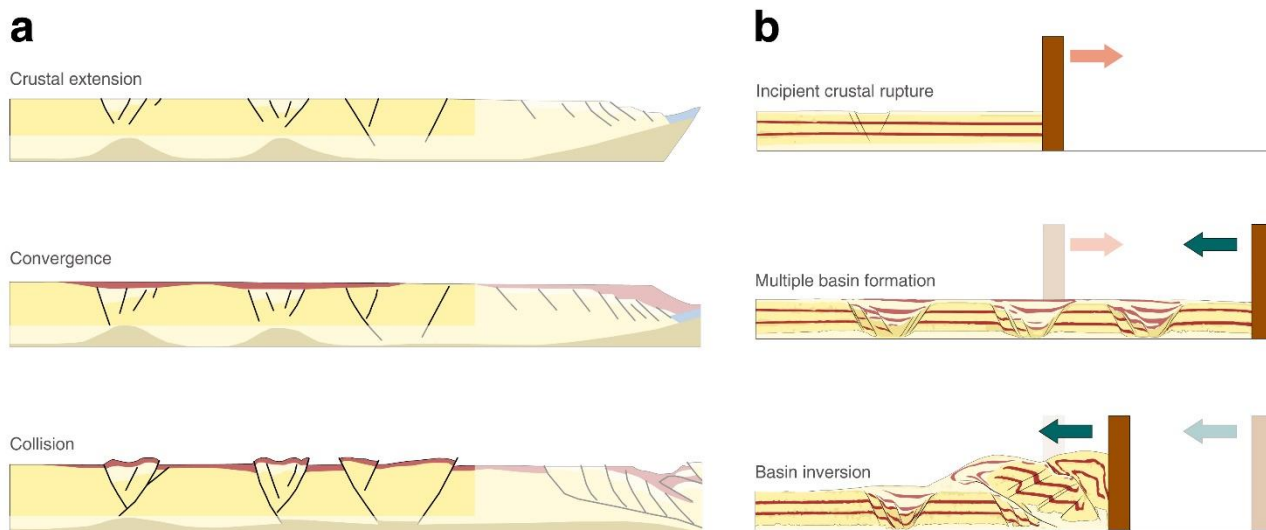 a
Crustal extension
Convergence
Collision
b
Incipient crustal rupture
Multiple basin formation
Basin inversion